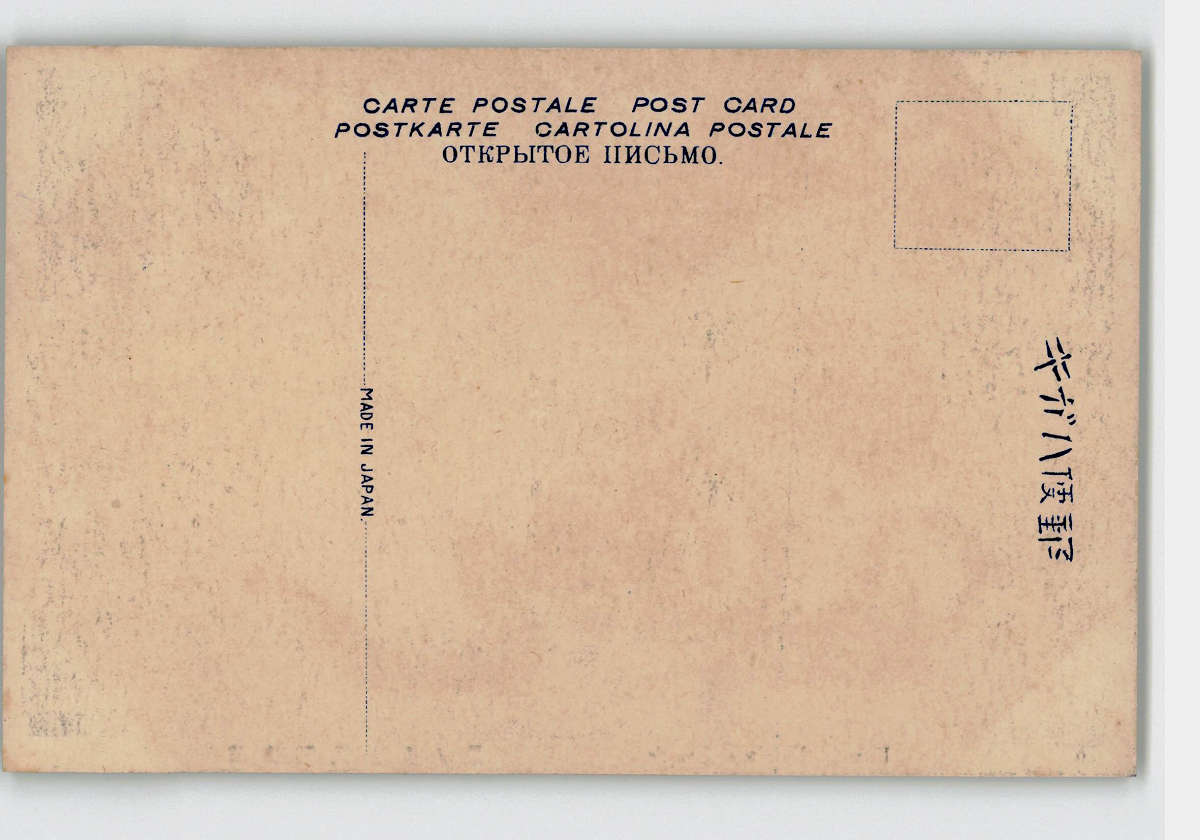 CARTE POSTALE POST CARD
POSTKARTE CARTOLINA POSTALE
ОТКРЫТОЕ ПИСЬМО.
MADE IN JAPAN.
郵便ハガキ